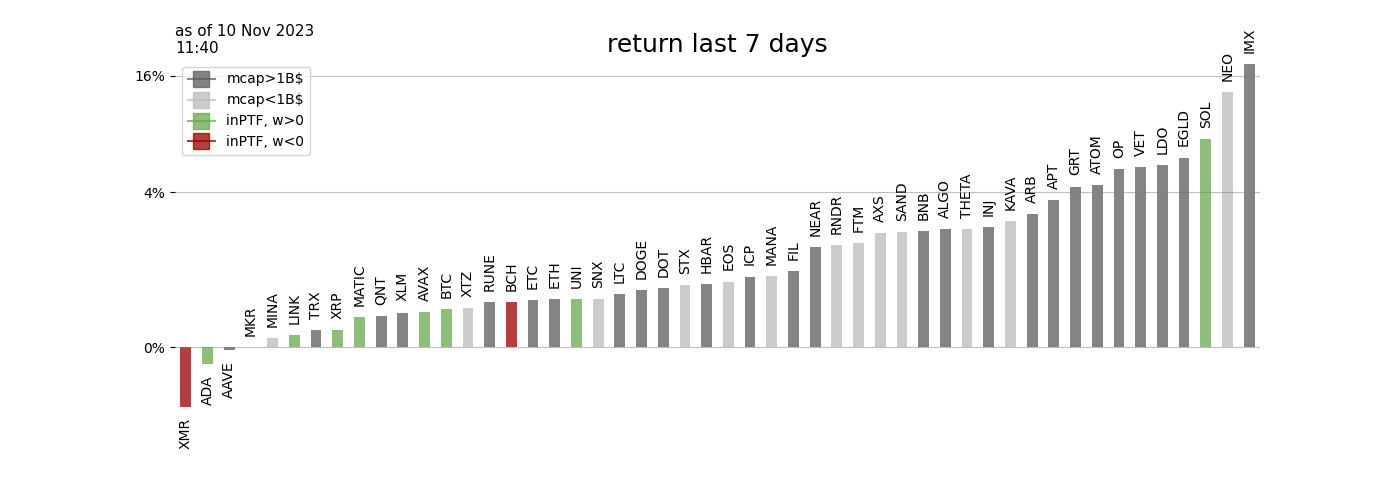 as of 10 Nov 2023
11:40
return last 7 days
mcap>1B$
mcap<1B$
inPTF, w>0
inPTF, w<0
16%
4%
0%
XMR
ADA
AAVE
MKR
MINA
LINK
TRX
XRP
MATIC
QNT
XLM
AVAX
BTC
XTZ
RUNE
BCH
ETC
ETH
UNI
SNX
LTC
DOGE
DOT
STX
HBAR
EOS
ICP
MANA
FIL
NEAR
RNDR
FTM
AXS
SAND
BNB
ALGO
THETA
INJ
KAVA
ARB
APT
GRT
ATOM
OP
VET
LDO
EGLD
SOL
NEO
IMX